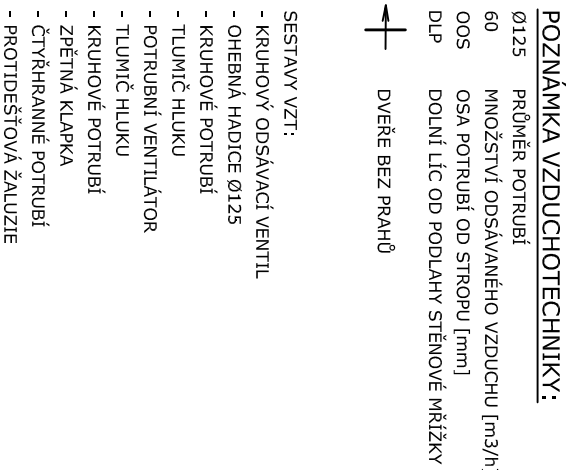 POZNÁMKA VZDUCHOTECHNIKY:
Ø125 PRŮMĚR POTRUBÍ
60 MNOŽSTVÍ ODSÁVANÉHO VZDUCHU [m3/h]
OOS OSA POTRUBÍ OD STROPU [mm]
DLP DOLNÍ LÍC OD PODLAHY STĚNOVÉ MŘÍŽKY
DVEŘE BEZ PRAHŮ
SESTAVY VZT:
- KRUHOVÝ ODSÁVACÍ VENTIL
- OHEBNÁ HADICE Ø125
- KRUHOVÉ POTRUBÍ
- TLUMIČ HLUKU
- POTRUBNÍ VENTILÁTOR
- TLUMIČ HLUKU
- KRUHOVÉ POTRUBÍ
- ZPĚTNÁ KLAPKA
- ČTYŘHRANNÉ POTRUBÍ
- PROTIDEŠŤOVÁ ŽALUZIE